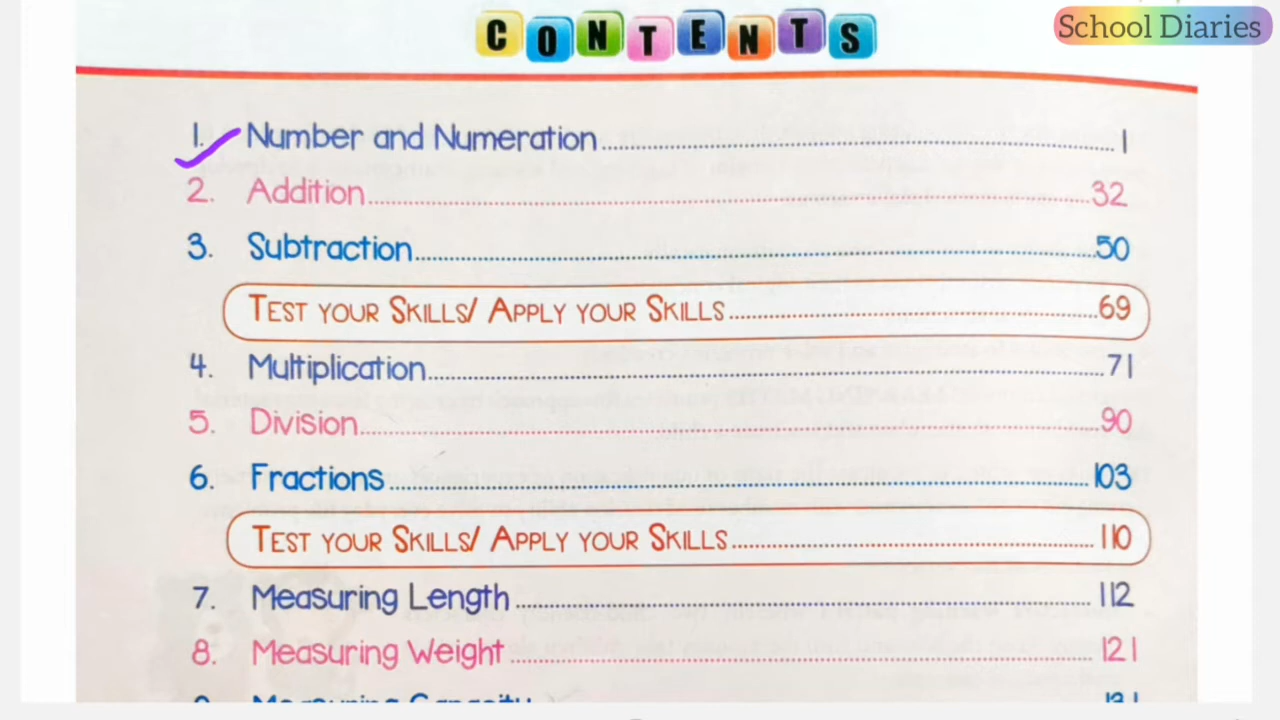 CONTENTS
School Diaries
1. Number and Numeration 1
2. Addition 32
3. Subtraction 50
TEST YOUR SKILLS/ APPLY YOUR SKILLS 69
4. Multiplication 71
5. Division 90
6. Fractions 103
TEST YOUR SKILLS/ APPLY YOUR SKILLS 110
7. Measuring Length 112
8. Measuring Weight 121